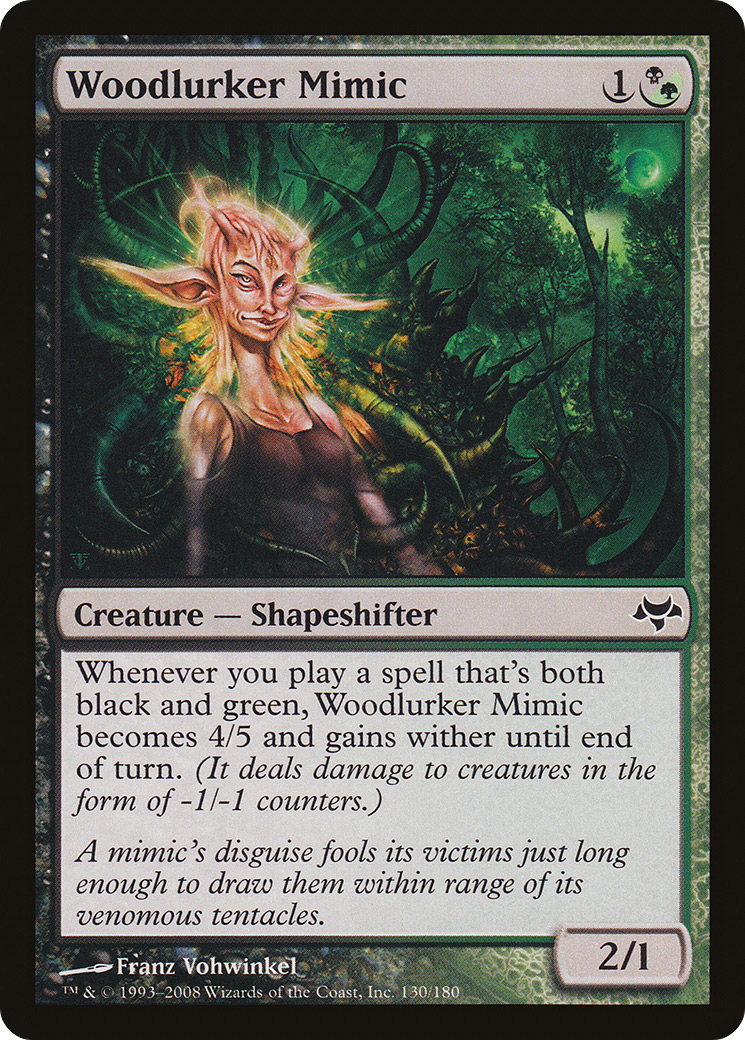 Woodlurker Mimic 1
Creature — Shapeshifter
Whenever you play a spell that's both
black and green, Woodlurker Mimic
becomes 4/5 and gains wither until end
of turn. (It deals damage to creatures in the
form of -1/-1 counters.)
A mimic's disguise fools its victims just long
enough to draw them within range of its
venomous tentacles.
2/1
Franz Vohwinkel
™ & © 1993–2008 Wizards of the Coast, Inc. 130/180